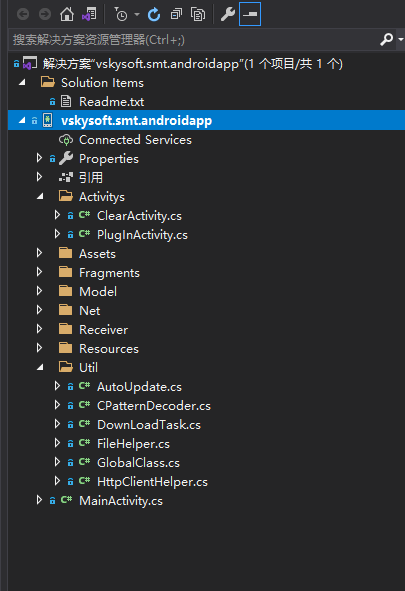 搜索解决方案资源管理器(Ctrl+;)
解决方案"vskysoft.smt.androidapp"(1 个项目/共 1 个)
Solution Items
Readme.txt
vskysoft.smt.androidapp
Connected Services
Properties
引用
Activitys
C# ClearActivity.cs
C# PlugInActivity.cs
Assets
Fragments
Model
Net
Receiver
Resources
Util
C# AutoUpdate.cs
C# CPatternDecoder.cs
C# DownLoadTask.cs
C# FileHelper.cs
C# GlobalClass.cs
C# HttpClientHelper.cs
C# MainActivity.cs